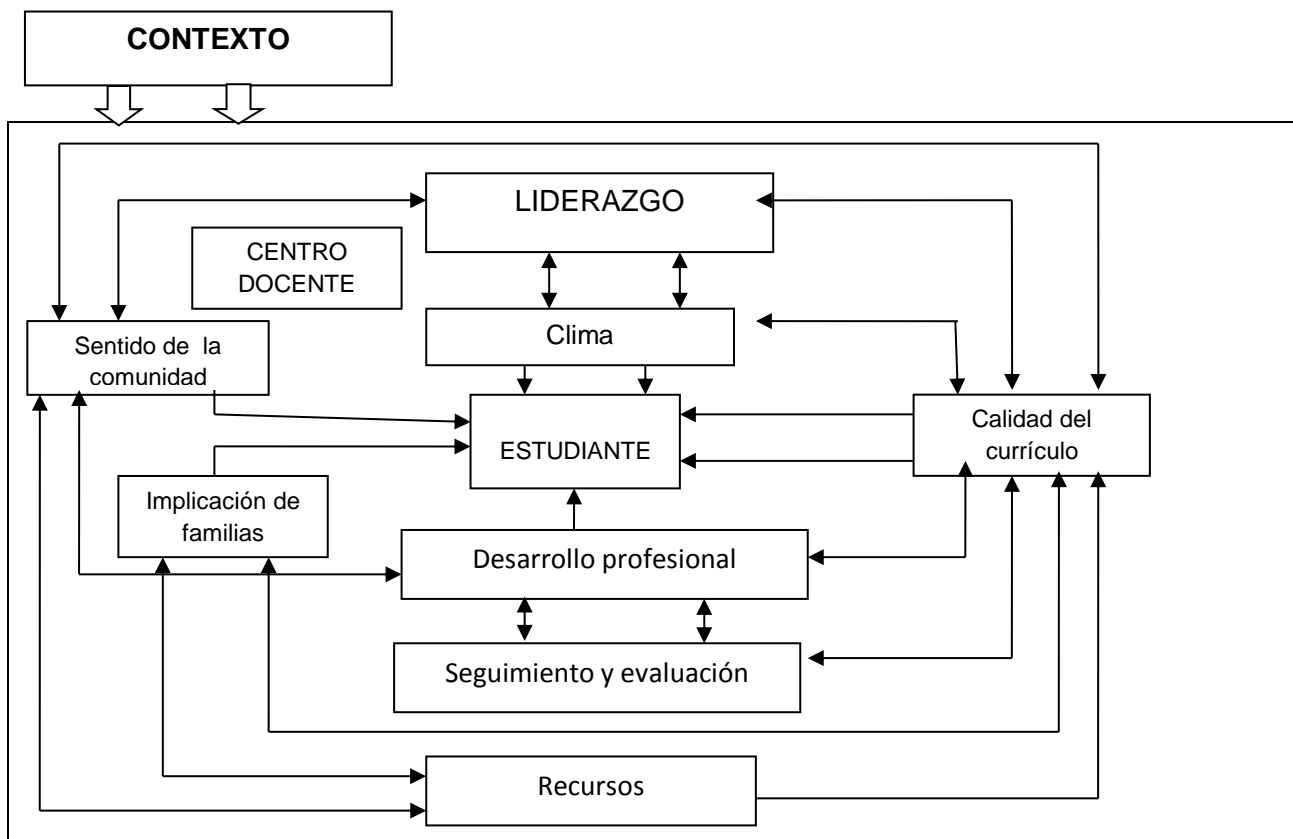 CONTEXTO
LIDERAZGO
CENTRO
DOCENTE
Clima
Sentido de la
comunidad
ESTUDIANTE
Calidad del
currículo
Implicación de
familias
Desarrollo profesional
Seguimiento y evaluación
Recursos